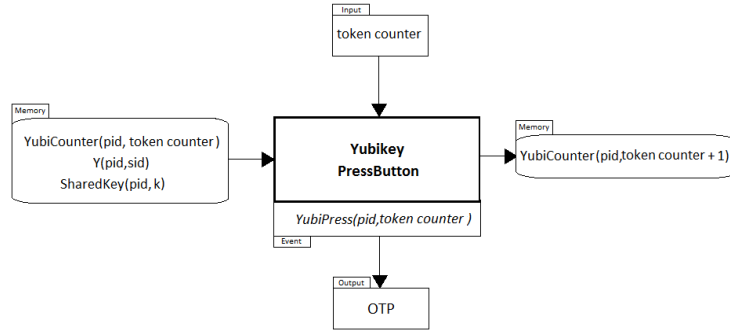 Input
token counter
Memory
YubiCounter(pid, token counter )
Y(pid,sid)
SharedKey(pid, k)
Yubikey
PressButton
Memory
YubiCounter(pid,token counter + 1)
YubiPress(pid,token counter )
Event
Output
OTP